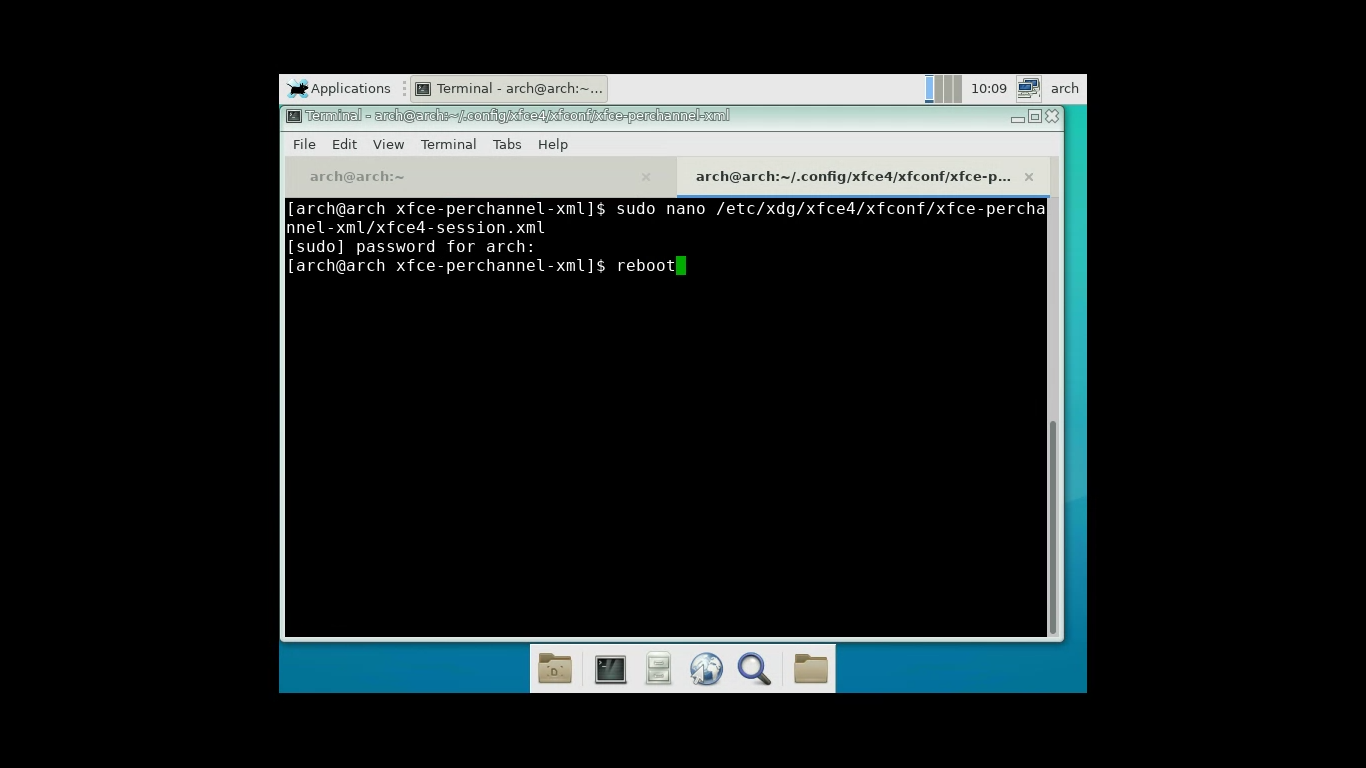 Applications
Terminal - arch@arch:~...
10:09
arch
Terminal - arch@arch:~/.config/xfce4/xfconf/xfce-perchannel-xml
File Edit View Terminal Tabs Help
arch@arch:~
arch@arch:~/.config/xfce4/xfconf/xfce-p...
[arch@arch xfce-perchannel-xml]$ sudo nano /etc/xdg/xfce4/xfconf/xfce-percha
nnel-xml/xfce4-session.xml
[sudo] password for arch:
[arch@arch xfce-perchannel-xml]$ reboot